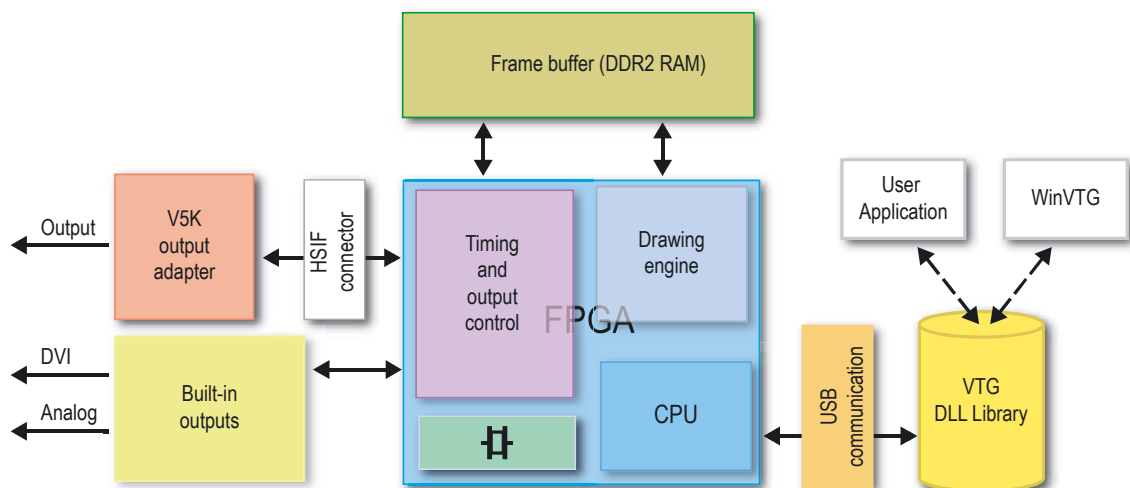 Frame buffer (DDR2 RAM)
Output
V5K
output
adapter
HSIF
connector
Timing
and
output
control
Drawing
engine
FPGA
User
Application
WinVTG
DVI
Analog
Built-in
outputs
CPU
USB
communication
VTG
DLL Library